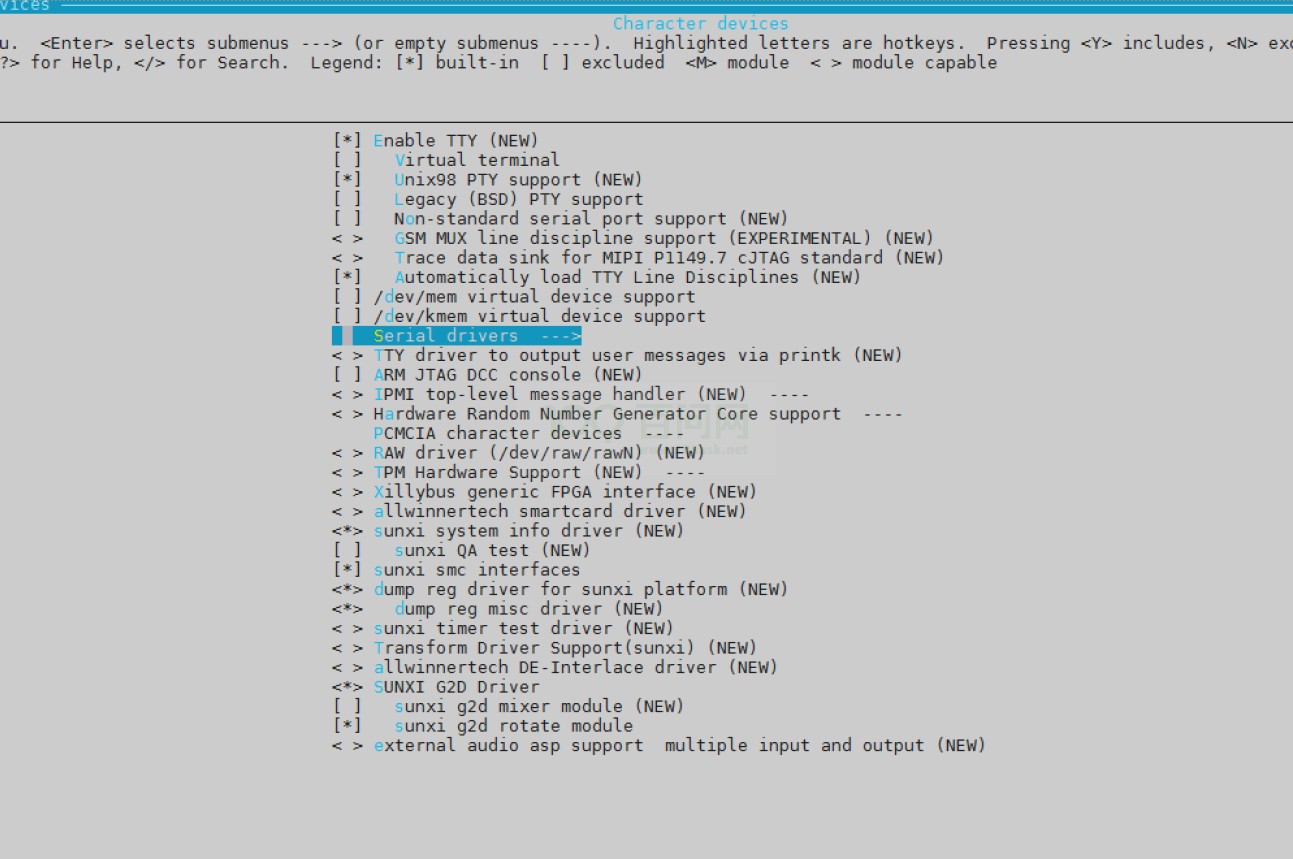 vices
Character devices
u.  <Enter> selects submenus ---> (or empty submenus ----).  Highlighted letters are hotkeys.  Pressing <Y> includes, <N> exc
?> for Help, </> for Search.  Legend: [*] built-in  [ ] excluded  <M> module  < > module capable
[*] Enable TTY (NEW)
[ ]   Virtual terminal
[*]   Unix98 PTY support (NEW)
[ ]   Legacy (BSD) PTY support
[ ]   Non-standard serial port support (NEW)
< >   GSM MUX line discipline support (EXPERIMENTAL) (NEW)
< >   Trace data sink for MIPI P1149.7 cJTAG standard (NEW)
[*]   Automatically load TTY Line Disciplines (NEW)
[ ] /dev/mem virtual device support
[ ] /dev/kmem virtual device support
Serial drivers  --->
< > TTY driver to output user messages via printk (NEW)
[ ] ARM JTAG DCC console (NEW)
< > IPMI top-level message handler (NEW)  ----
< > Hardware Random Number Generator Core support  ----
PCMCIA character devices  ----
< > RAW driver (/dev/raw/rawN) (NEW)
< > TPM Hardware Support (NEW)  ----
< > Xillybus generic FPGA interface (NEW)
< > allwinnertech smartcard driver (NEW)
<*> sunxi system info driver (NEW)
[ ]   sunxi QA test (NEW)
[*] sunxi smc interfaces
<*> dump reg driver for sunxi platform (NEW)
<*>   dump reg misc driver (NEW)
< > sunxi timer test driver (NEW)
< > Transform Driver Support(sunxi) (NEW)
< > allwinnertech DE-Interlace driver (NEW)
<*> SUNXI G2D Driver
[ ]   sunxi g2d mixer module (NEW)
[*]   sunxi g2d rotate module
< > external audio asp support  multiple input and output (NEW)
百问网